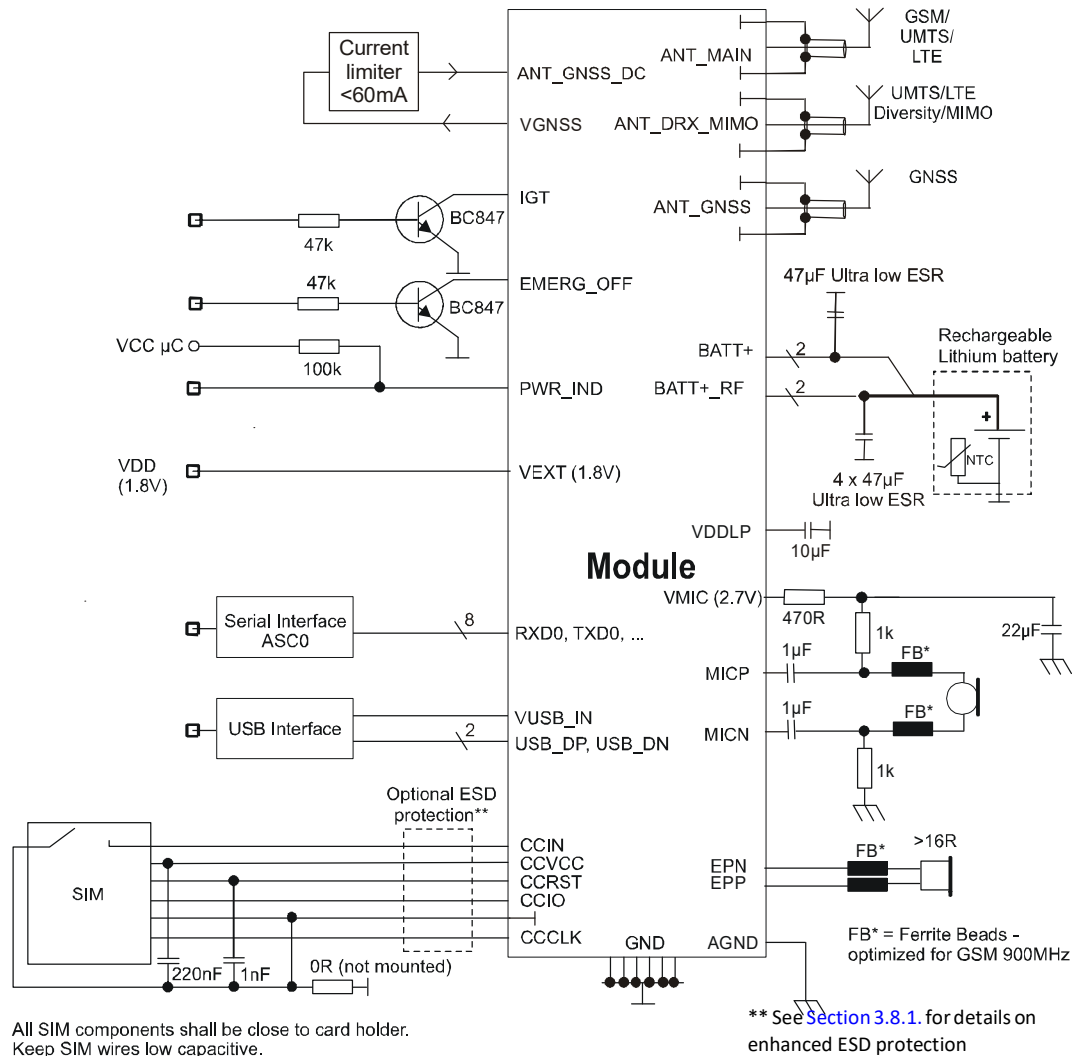 Current
limiter
<60mA
ANT_GNSS_DC
VGNSS
IGT
BC847
47k
47k
EMERG_OFF
BC847
VCC µC
100k
PWR_IND
VDD
(1.8V)
VEXT (1.8V)
Serial Interface
ASC0
8
RXD0, TXD0, ...
USB Interface
VUSB_IN
2
USB_DP, USB_DN
Optional ESD
protection**
SIM
CCIN
CCVCC
CCRST
CCIO
CCCLK
220nF
1nF
0R (not mounted)
All SIM components shall be close to card holder.
Keep SIM wires low capacitive.
Module
GND
ANT_MAIN
GSM/
UMTS/
LTE
ANT_DRX_MIMO
UMTS/LTE
Diversity/MIMO
ANT_GNSS
GNSS
47µF Ultra low ESR
BATT+
2
BATT+_RF
2
Rechargeable
Lithium battery
+
NTC
4 x 47µF
Ultra low ESR
VDDLP
10µF
VMIC (2.7V)
470R
1k
22µF
MICP
1µF
FB*
MICN
1µF
FB*
1k
EPN
EPP
FB*
>16R
AGND
FB* = Ferrite Beads -
optimized for GSM 900MHz
** See Section 3.8.1. for details on
enhanced ESD protection